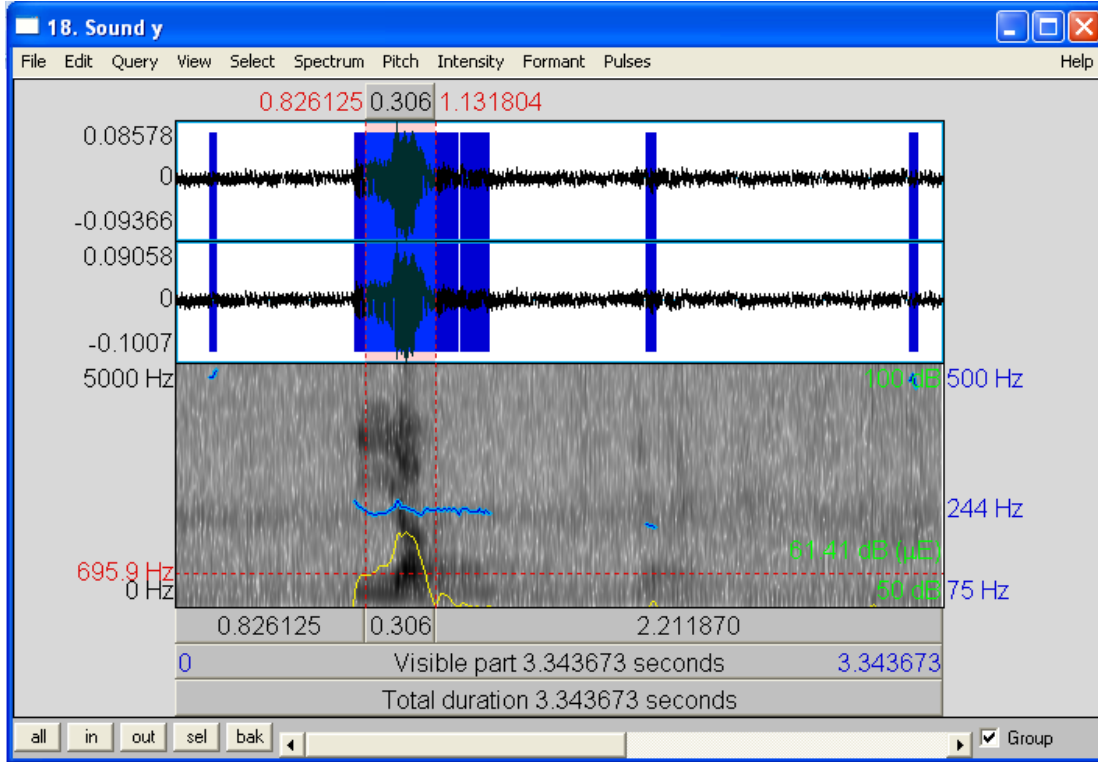 18. Sound y
File Edit Query View Select Spectrum Pitch Intensity Formant Pulses Help
0.826125 0.306 1.131804
0.08578
0
-0.09366
0.09058
0
-0.1007
5000 Hz 100 dB 500 Hz
244 Hz
61.41 dB (µE)
695.9 Hz
0 Hz 50 dB 75 Hz
0.826125 0.306 2.211870
0 Visible part 3.343673 seconds 3.343673
Total duration 3.343673 seconds
all in out sel bak Group